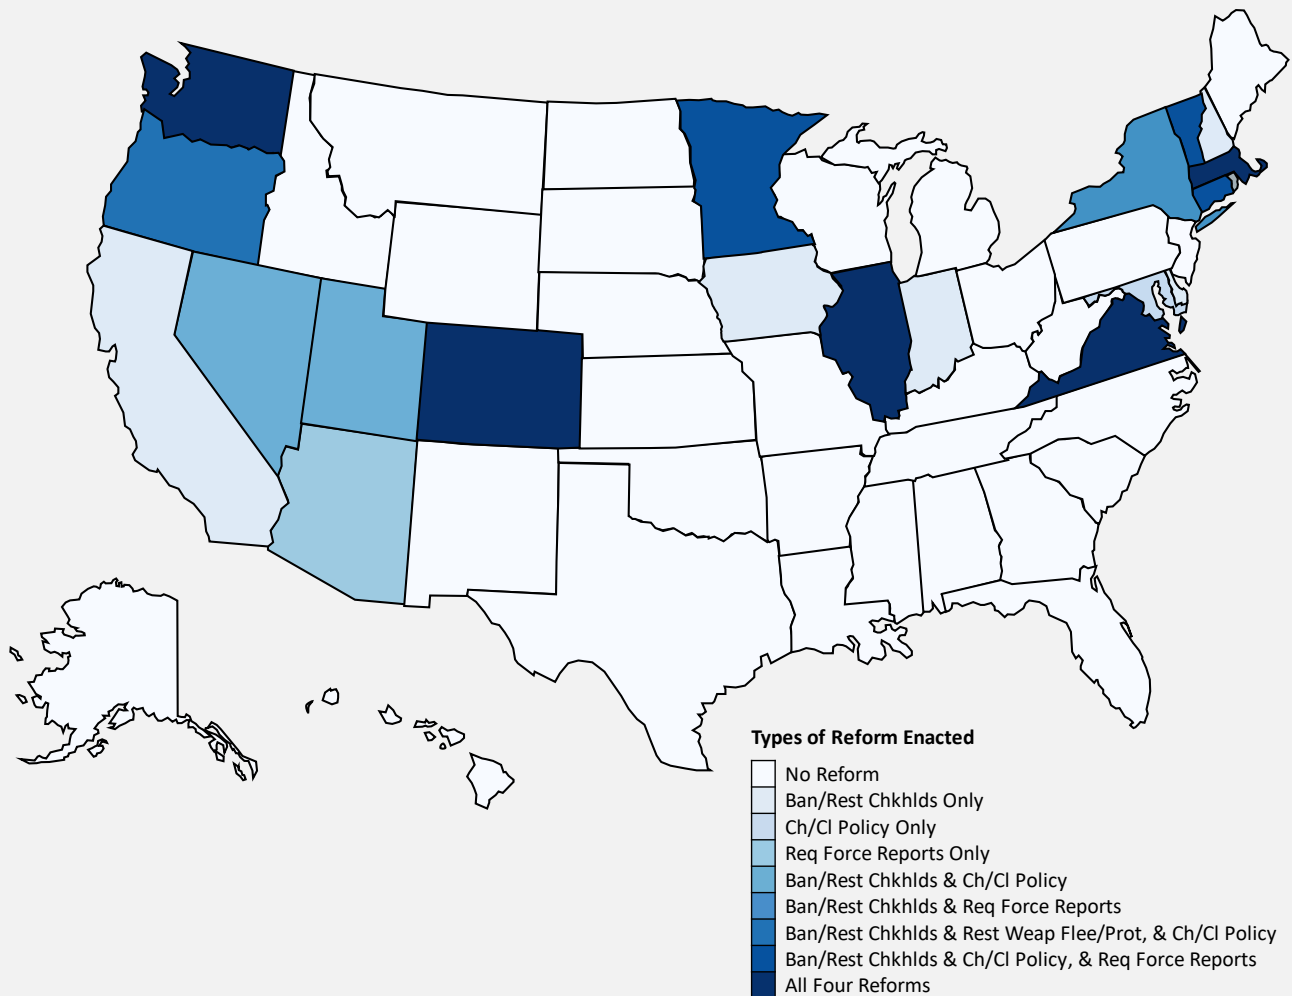 Types of Reform Enacted
No Reform
Ban/Rest Chkhlds Only
Ch/Cl Policy Only
Req Force Reports Only
Ban/Rest Chkhlds & Ch/Cl Policy
Ban/Rest Chkhlds & Req Force Reports
Ban/Rest Chkhlds & Rest Weap Flee/Prot, & Ch/Cl Policy
Ban/Rest Chkhlds & Ch/Cl Policy, & Req Force Reports
All Four Reforms